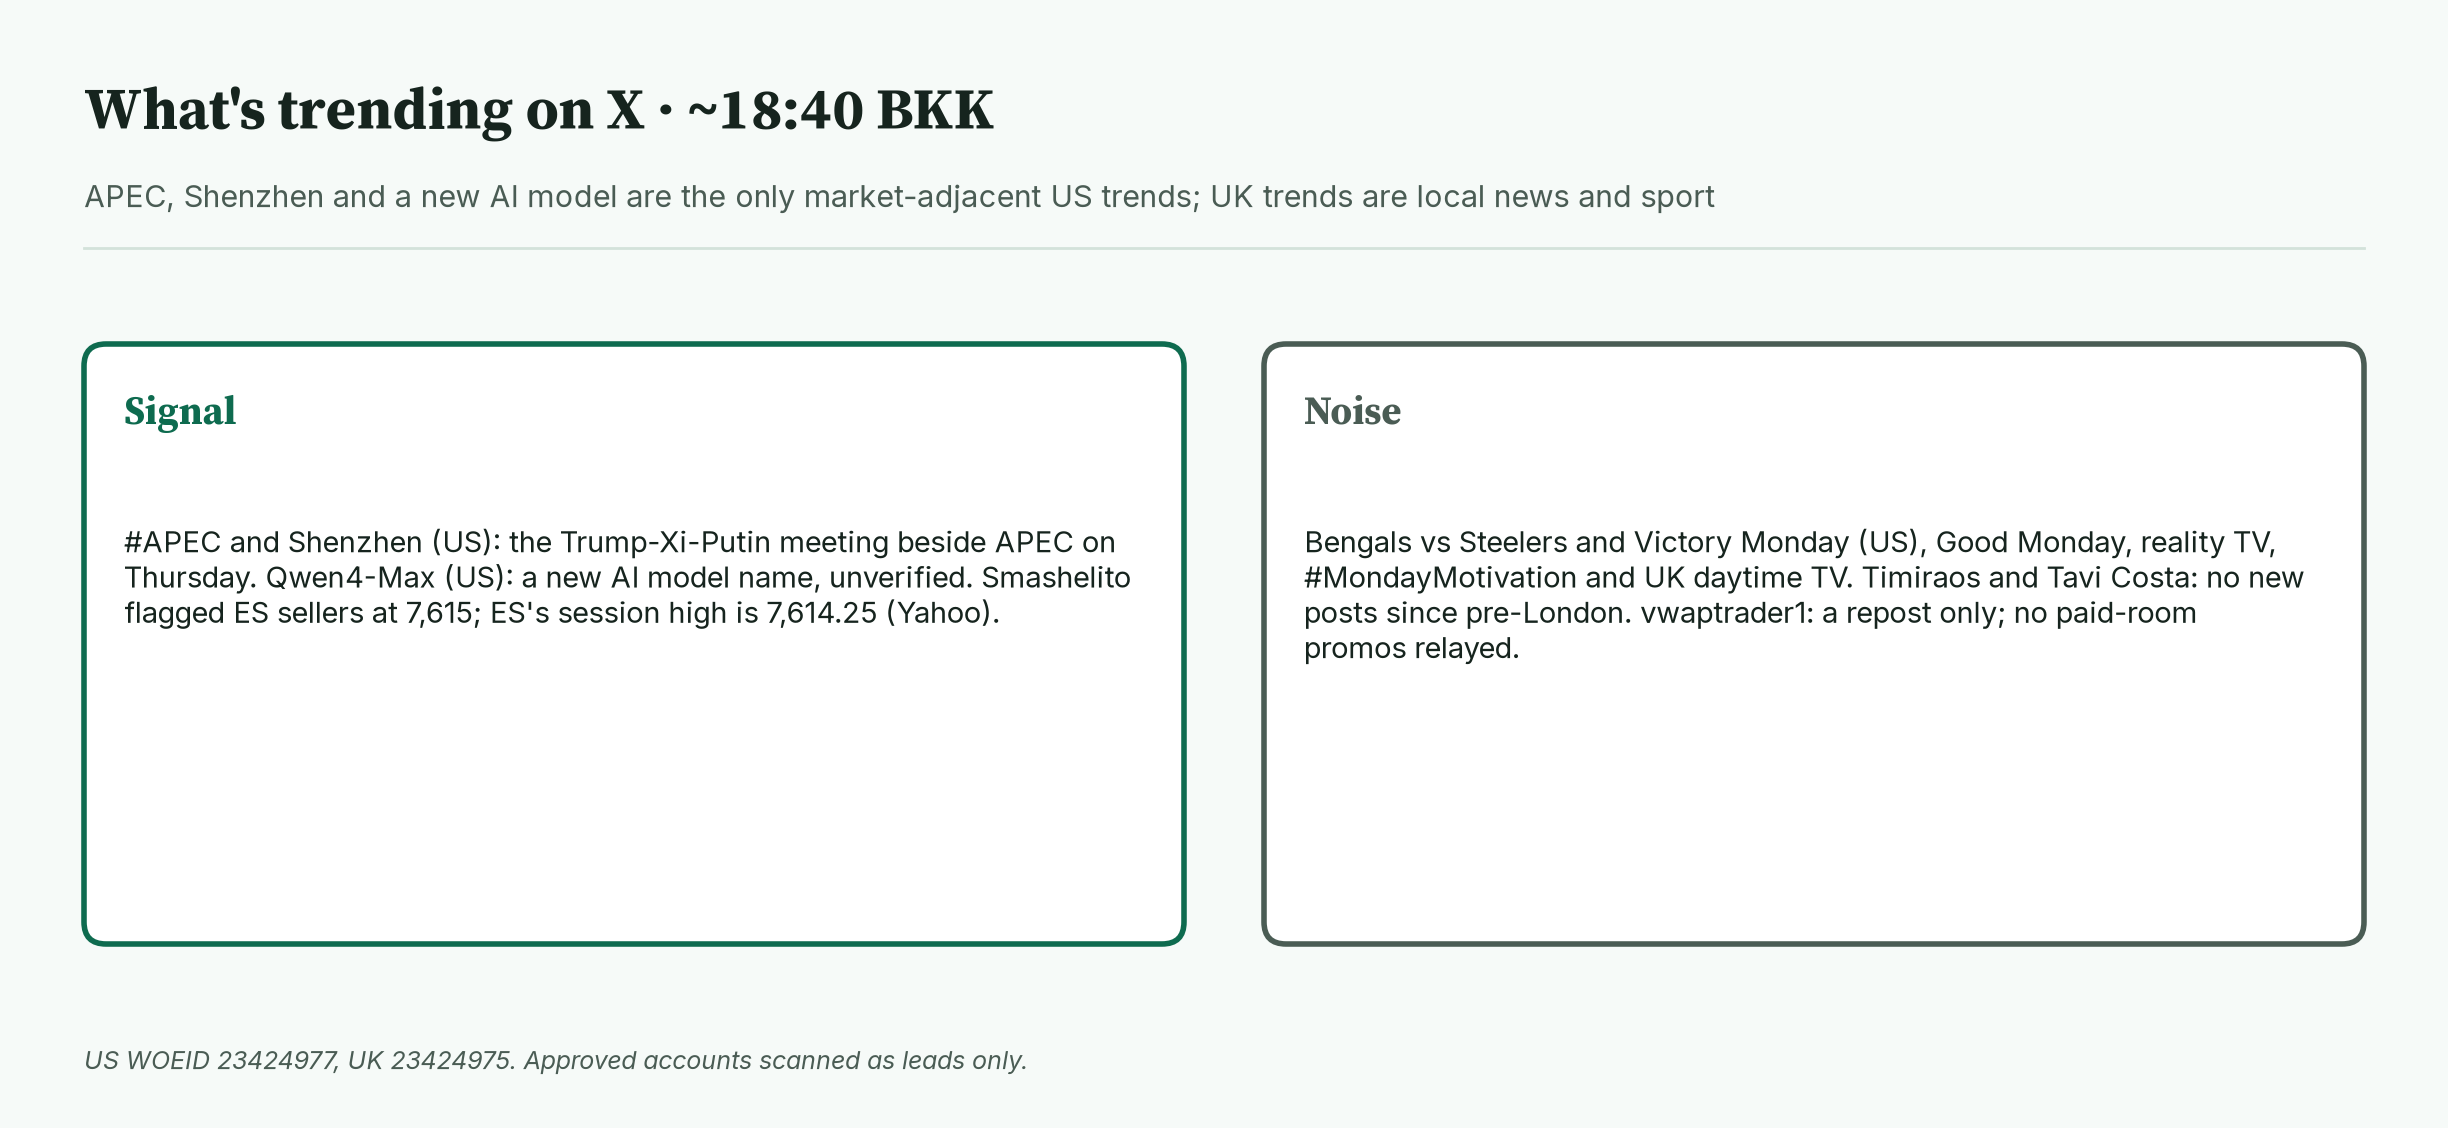 What's trending on X · ~18:40 BKK
APEC, Shenzhen and a new AI model are the only market-adjacent US trends; UK trends are local news and sport
Signal
#APEC and Shenzhen (US): the Trump-Xi-Putin meeting beside APEC on
Thursday. Qwen4-Max (US): a new AI model name, unverified. Smashelito
flagged ES sellers at 7,615; ES's session high is 7,614.25 (Yahoo).
Noise
Bengals vs Steelers and Victory Monday (US), Good Monday, reality TV,
#MondayMotivation and UK daytime TV. Timiraos and Tavi Costa: no new
posts since pre-London. vwaptrader1: a repost only; no paid-room
promos relayed.
US WOEID 23424977, UK 23424975. Approved accounts scanned as leads only.